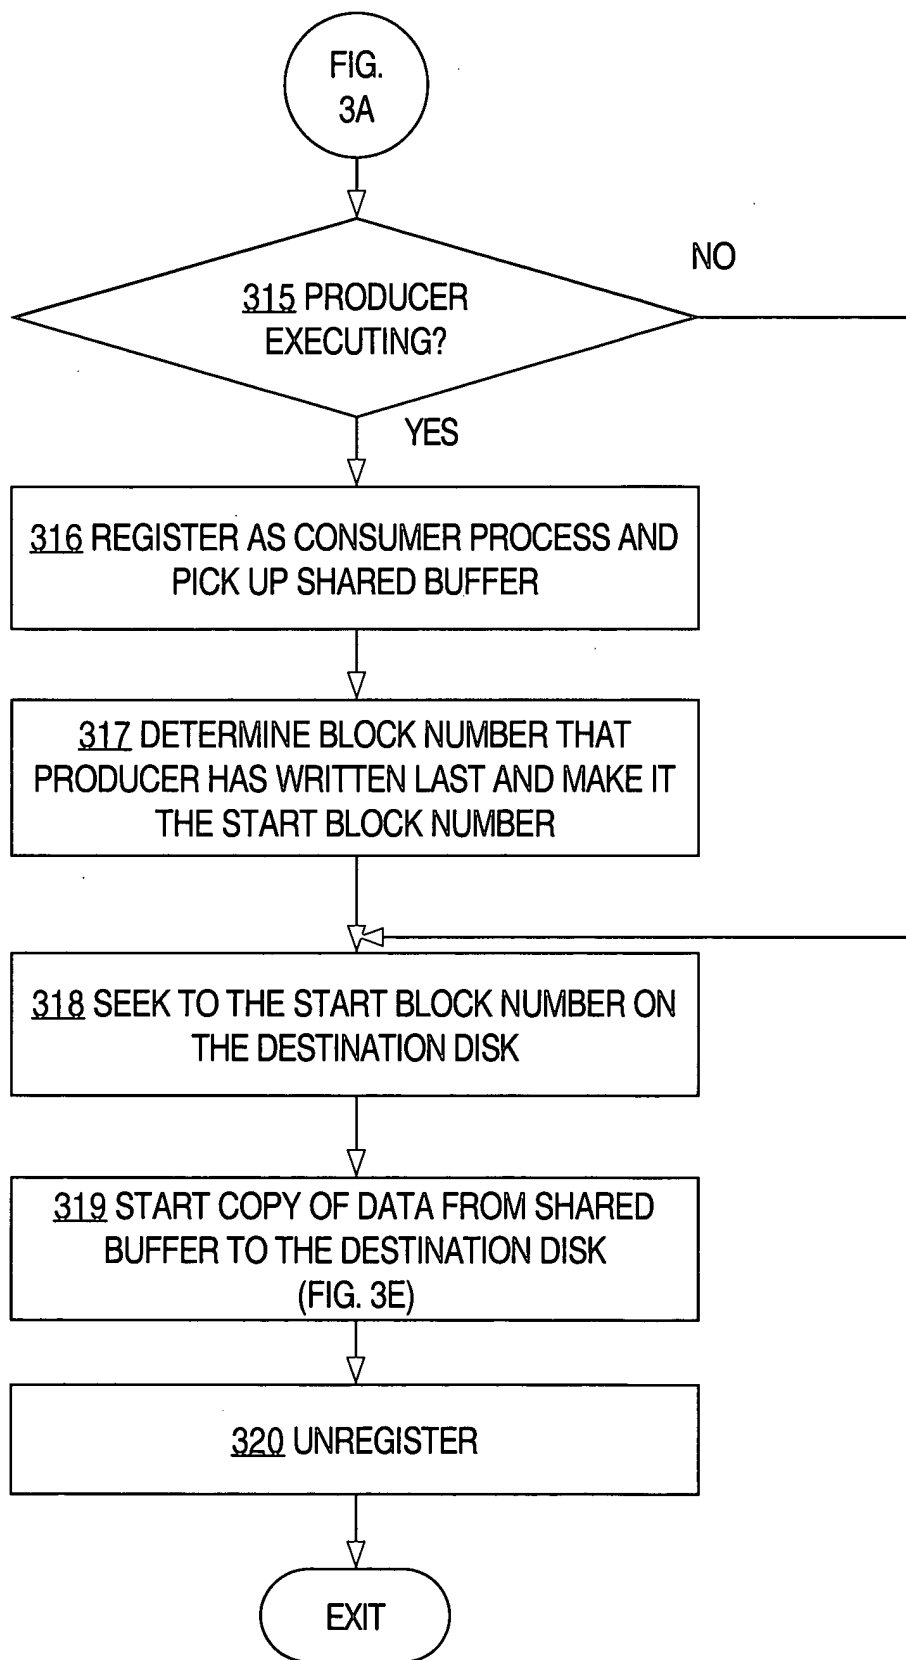 FIG.
3A
NO
315 PRODUCER
EXECUTING?
YES
316 REGISTER AS CONSUMER PROCESS AND
PICK UP SHARED BUFFER
317 DETERMINE BLOCK NUMBER THAT
PRODUCER HAS WRITTEN LAST AND MAKE IT
THE START BLOCK NUMBER
318 SEEK TO THE START BLOCK NUMBER ON
THE DESTINATION DISK
319 START COPY OF DATA FROM SHARED
BUFFER TO THE DESTINATION DISK
(FIG. 3E)
320 UNREGISTER
EXIT